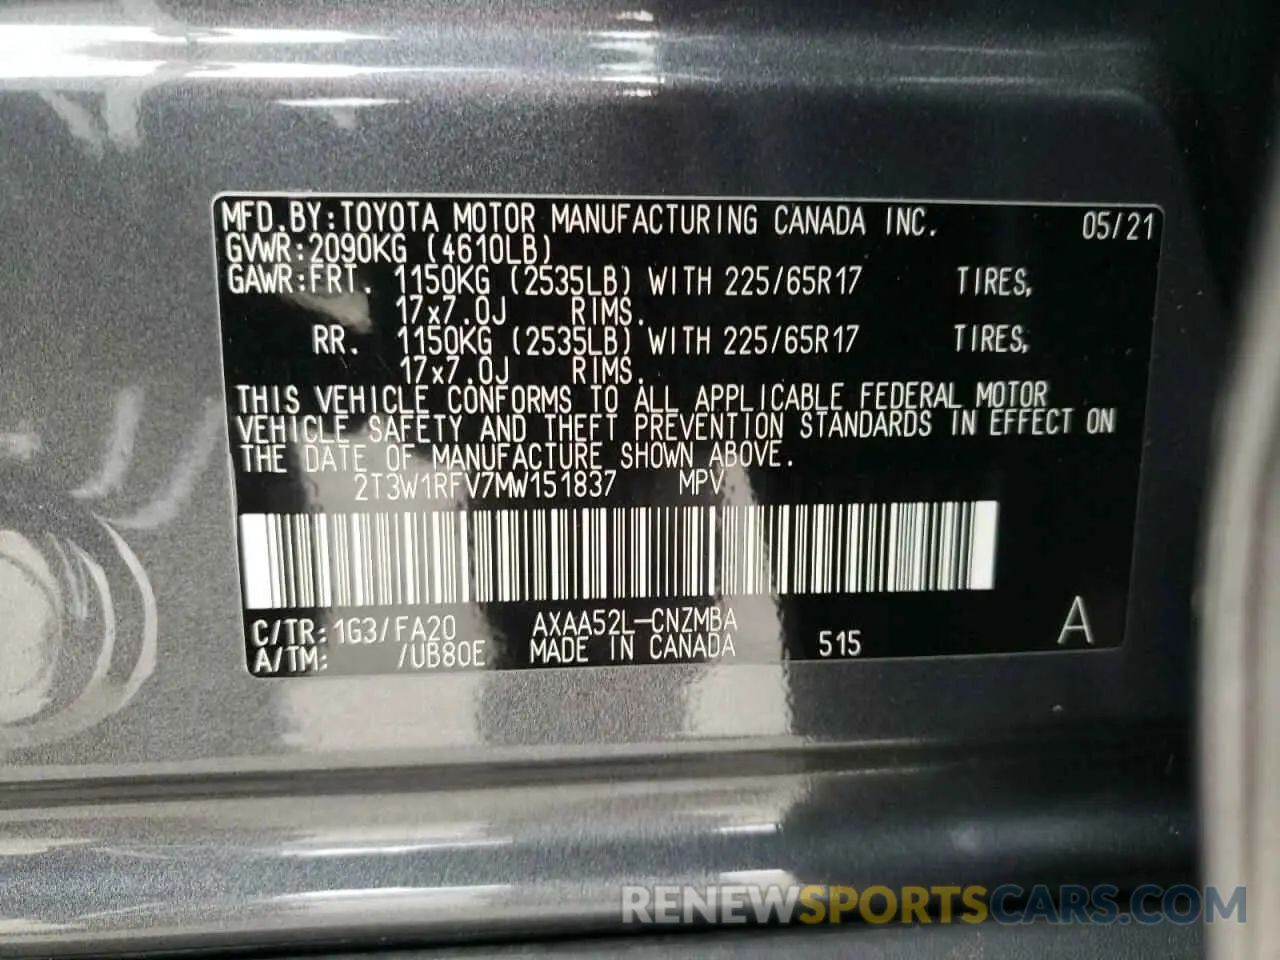 MFD.BY:TOYOTA MOTOR MANUFACTURING CANADA INC. 05/21
GVWR:2090KG (4610LB)
GAWR:FRT. 1150KG (2535LB) WITH 225/65R17 TIRES,
17x7.0J RIMS.
RR. 1150KG (2535LB) WITH 225/65R17 TIRES,
17x7.0J RIMS.
THIS VEHICLE CONFORMS TO ALL APPLICABLE FEDERAL MOTOR
VEHICLE SAFETY AND THEFT PREVENTION STANDARDS IN EFFECT ON
THE DATE OF MANUFACTURE SHOWN ABOVE.
2T3W1RFV7MW151837 MPV
C/TR:1G3/FA20 AXAA52L-CNZMBA
A/TM: /UB80E MADE IN CANADA 515 A
RENEWSPORTSCARS.COM